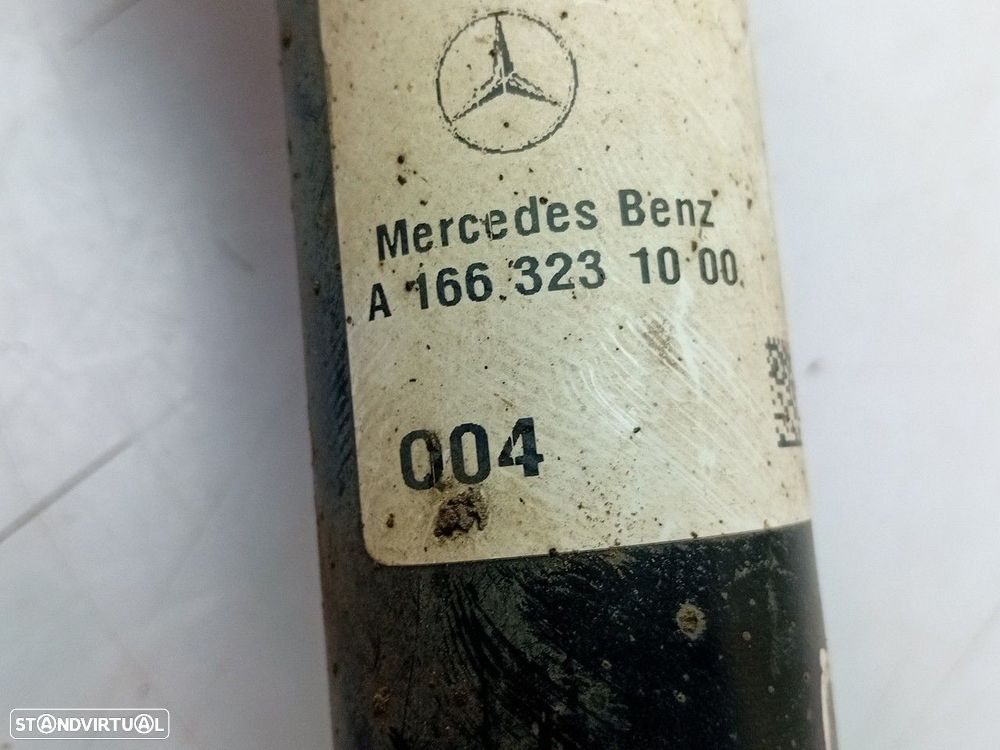 Mercedes Benz
A 166 323 10 00
004
STANDVIRTUAL